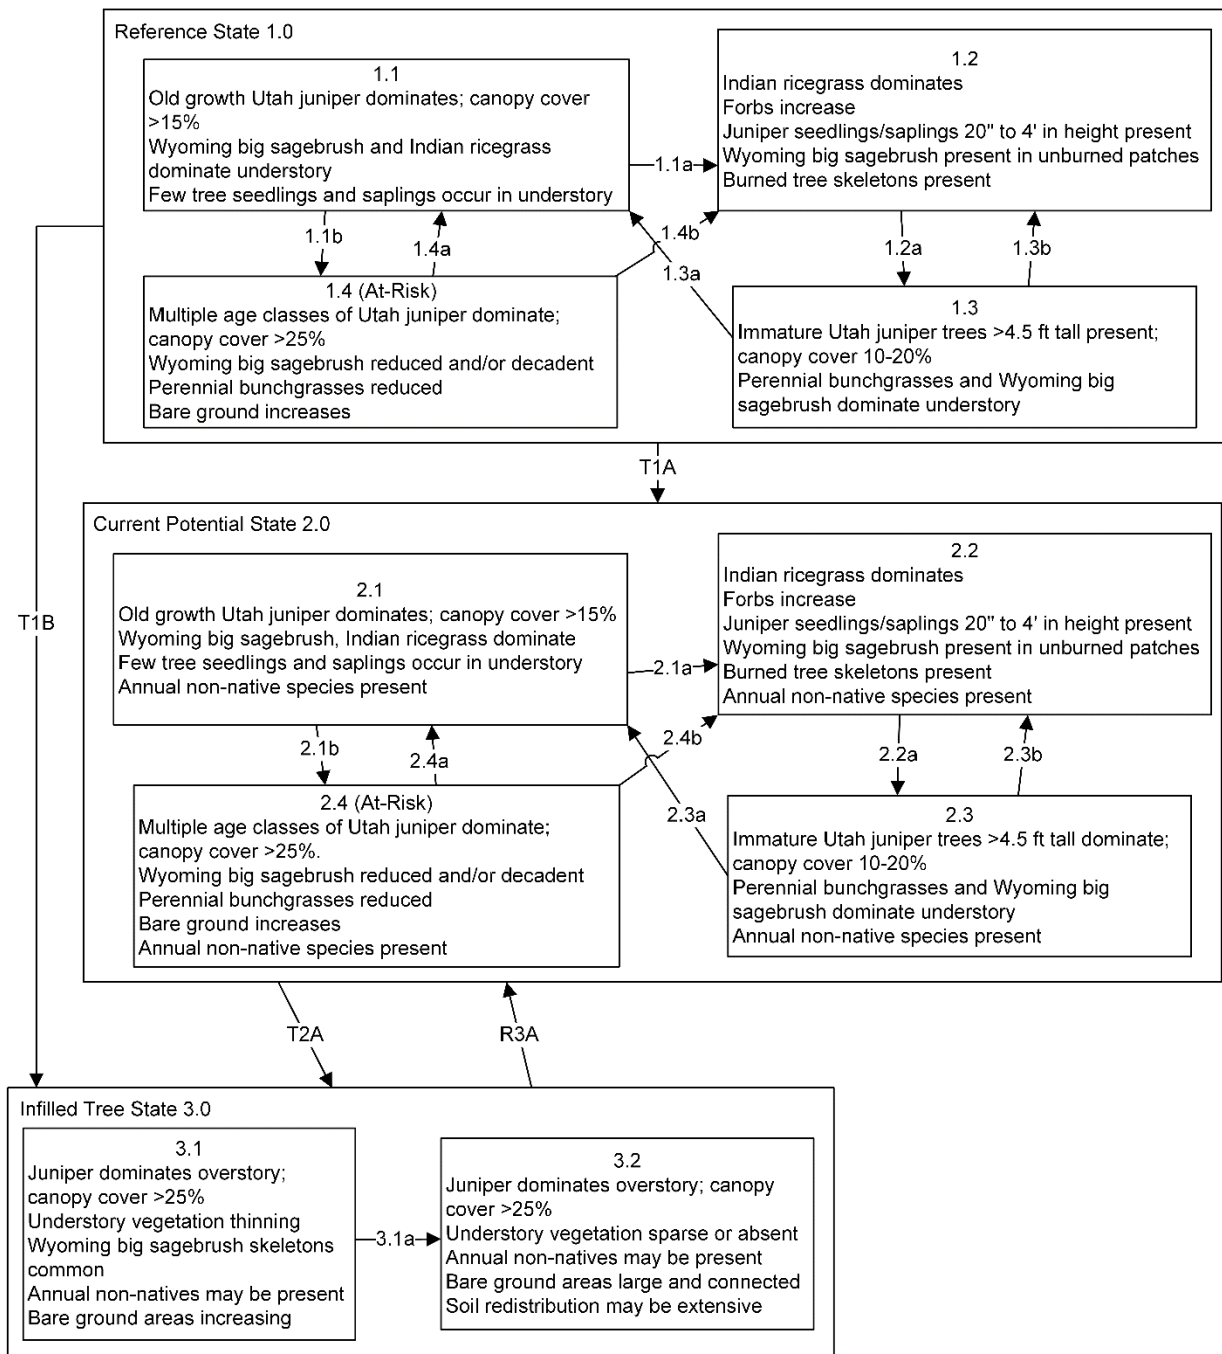 Reference State 1.0
1.1
Old growth Utah juniper dominates; canopy cover
>15%
Wyoming big sagebrush and Indian ricegrass
dominate understory
Few tree seedlings and saplings occur in understory
1.2
Indian ricegrass dominates
Forbs increase
Juniper seedlings/saplings 20" to 4' in height present
Wyoming big sagebrush present in unburned patches
Burned tree skeletons present
1.1a
1.1b
1.4a
1.4b
1.3a
1.2a
1.3b
1.4 (At-Risk)
Multiple age classes of Utah juniper dominate;
canopy cover >25%
Wyoming big sagebrush reduced and/or decadent
Perennial bunchgrasses reduced
Bare ground increases
1.3
Immature Utah juniper trees >4.5 ft tall present;
canopy cover 10-20%
Perennial bunchgrasses and Wyoming big
sagebrush dominate understory
T1A
T1B
Current Potential State 2.0
2.1
Old growth Utah juniper dominates; canopy cover >15%
Wyoming big sagebrush, Indian ricegrass dominate
Few tree seedlings and saplings occur in understory
Annual non-native species present
2.2
Indian ricegrass dominates
Forbs increase
Juniper seedlings/saplings 20" to 4' in height present
Wyoming big sagebrush present in unburned patches
Burned tree skeletons present
Annual non-native species present
2.1a
2.1b
2.4a
2.4b
2.3a
2.2a
2.3b
2.4 (At-Risk)
Multiple age classes of Utah juniper dominate;
canopy cover >25%.
Wyoming big sagebrush reduced and/or decadent
Perennial bunchgrasses reduced
Bare ground increases
Annual non-native species present
2.3
Immature Utah juniper trees >4.5 ft tall dominate;
canopy cover 10-20%
Perennial bunchgrasses and Wyoming big
sagebrush dominate understory
Annual non-native species present
T2A
R3A
Infilled Tree State 3.0
3.1
Juniper dominates overstory;
canopy cover >25%
Understory vegetation thinning
Wyoming big sagebrush skeletons
common
Annual non-natives may be present
Bare ground areas increasing
3.1a
3.2
Juniper dominates overstory; canopy
cover >25%
Understory vegetation sparse or absent
Annual non-natives may be present
Bare ground areas large and connected
Soil redistribution may be extensive